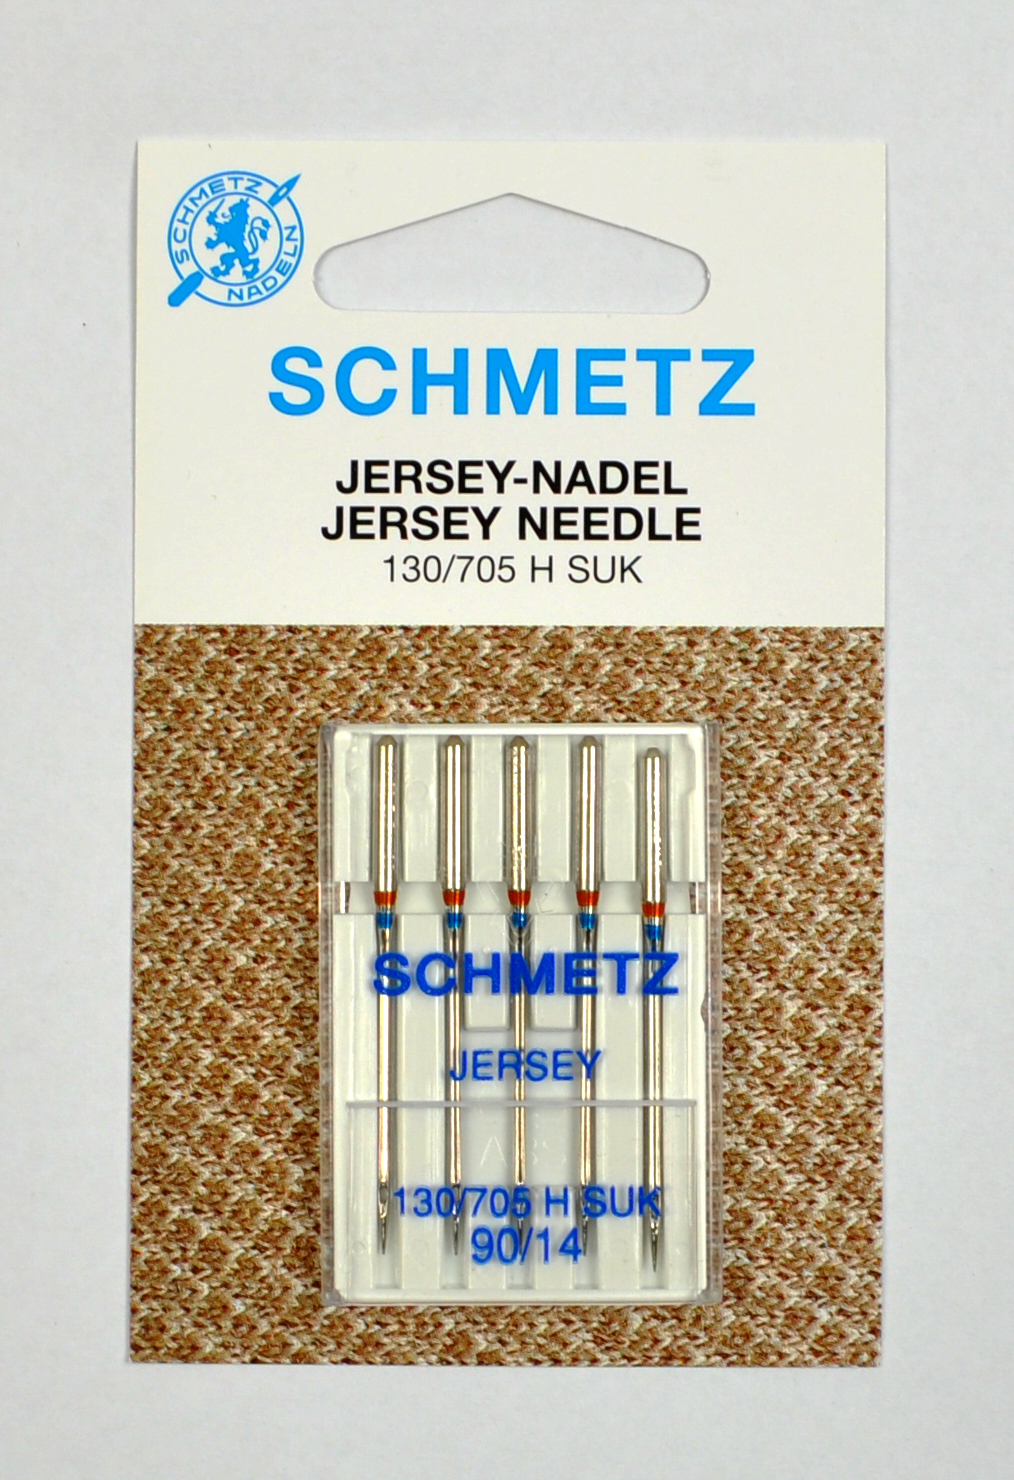 SCHMETZ
NADELN
SCHMETZ
JERSEY-NADEL
JERSEY NEEDLE
130/705 H SUK
SCHMETZ
JERSEY
130/705 H SUK
90/14